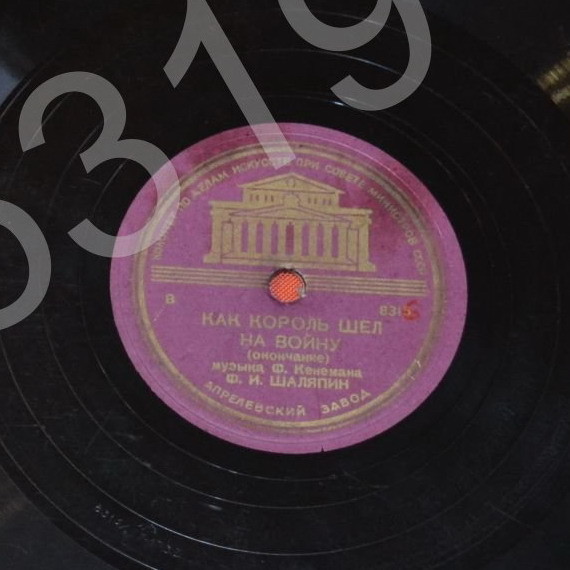 319
КОМИТЕТ ПО ДЕЛАМ ИСКУССТВ ПРИ СОВЕТЕ МИНИСТРОВ СССР
В
КАК КОРОЛЬ ШЕЛ
НА ВОЙНУ
(окончание)
музыка Ф. Кенемана
Ф. И. ШАЛЯПИН
АПРЕЛЕВСКИЙ ЗАВОД